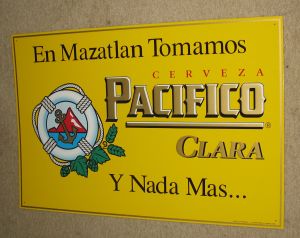 En Mazatlan Tomamos
CERVEZA
PACIFICO
®
CLARA
Y Nada Mas...